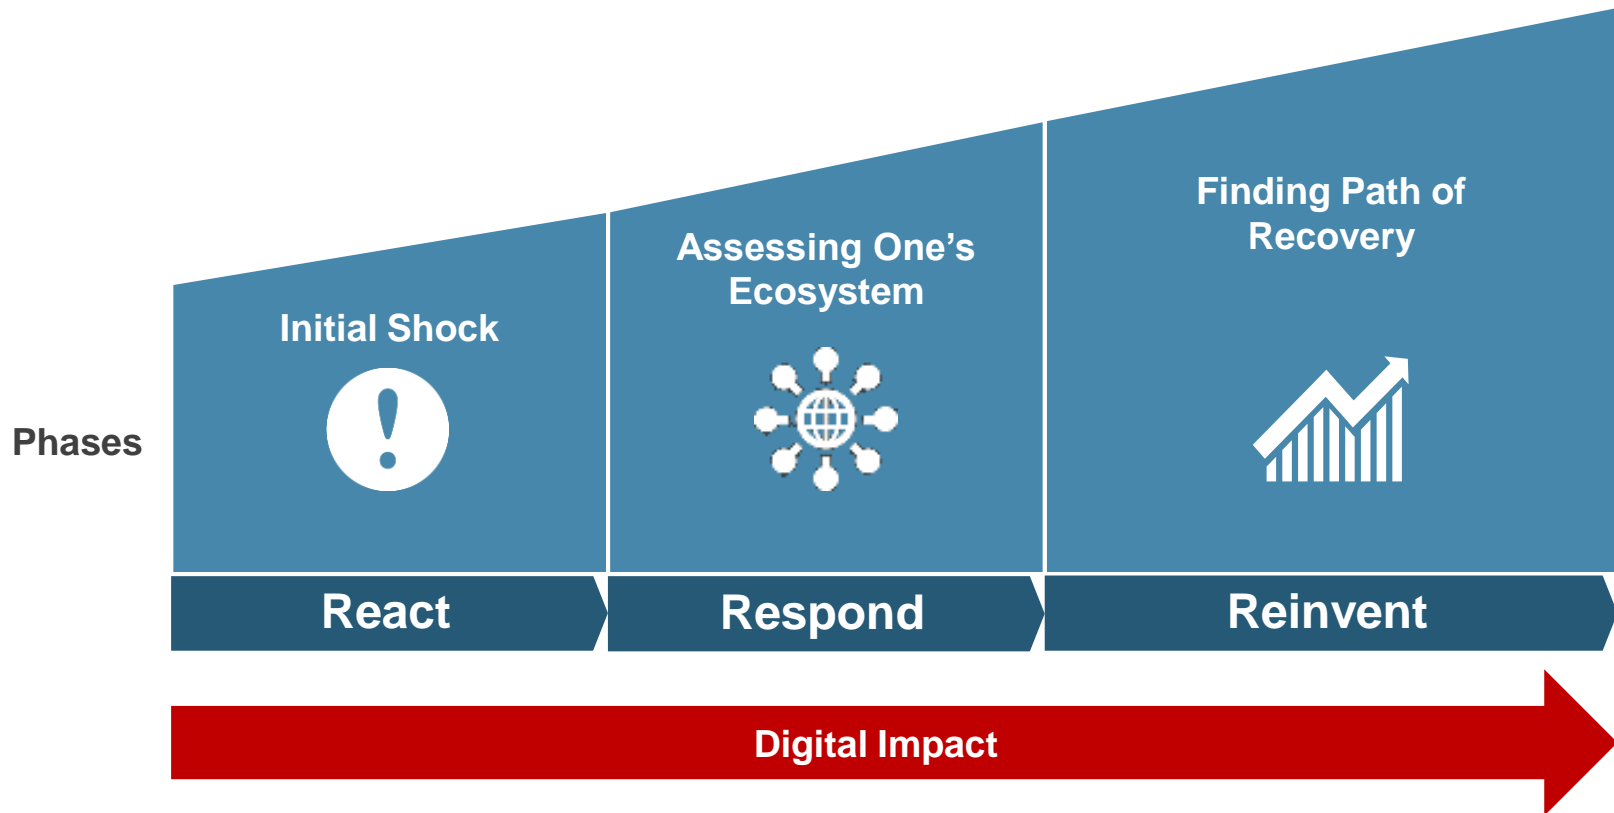 Finding Path of
Recovery
Assessing One’s
Ecosystem
Initial Shock
Phases
React
Respond
Reinvent
Digital Impact